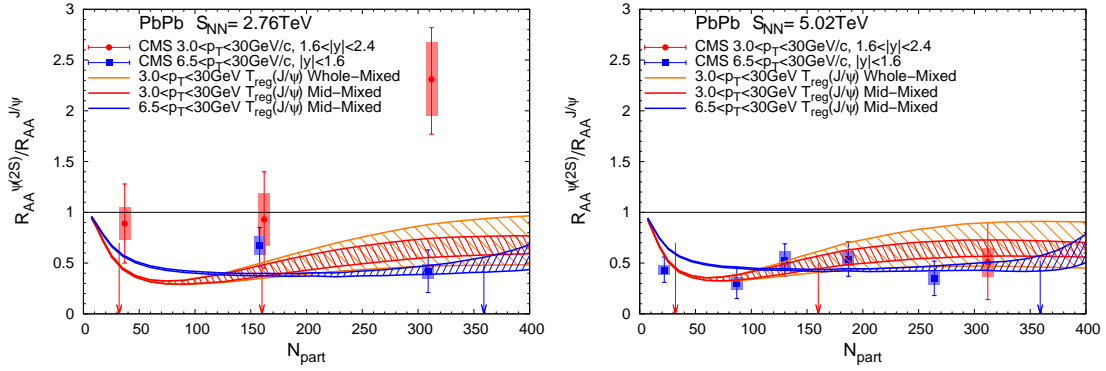 PbPb S_NN= 2.76TeV
CMS 3.0<p_T<30GeV/c, 1.6<|y|<2.4
CMS 6.5<p_T<30GeV/c, |y|<1.6
3.0<p_T<30GeV T_reg(J/ψ) Whole−Mixed
3.0<p_T<30GeV T_reg(J/ψ) Mid−Mixed
6.5<p_T<30GeV T_reg(J/ψ) Mid−Mixed
R_AA^ψ(2S)/R_AA^J/ψ
3
2.5
2
1.5
1
0.5
0
0 50 100 150 200 250 300 350 400
N_part
PbPb S_NN= 5.02TeV
CMS 3.0<p_T<30GeV/c, 1.6<|y|<2.4
CMS 6.5<p_T<30GeV/c, |y|<1.6
3.0<p_T<30GeV T_reg(J/ψ) Whole−Mixed
3.0<p_T<30GeV T_reg(J/ψ) Mid−Mixed
6.5<p_T<30GeV T_reg(J/ψ) Mid−Mixed
R_AA^ψ(2S)/R_AA^J/ψ
3
2.5
2
1.5
1
0.5
0
0 50 100 150 200 250 300 350 400
N_part